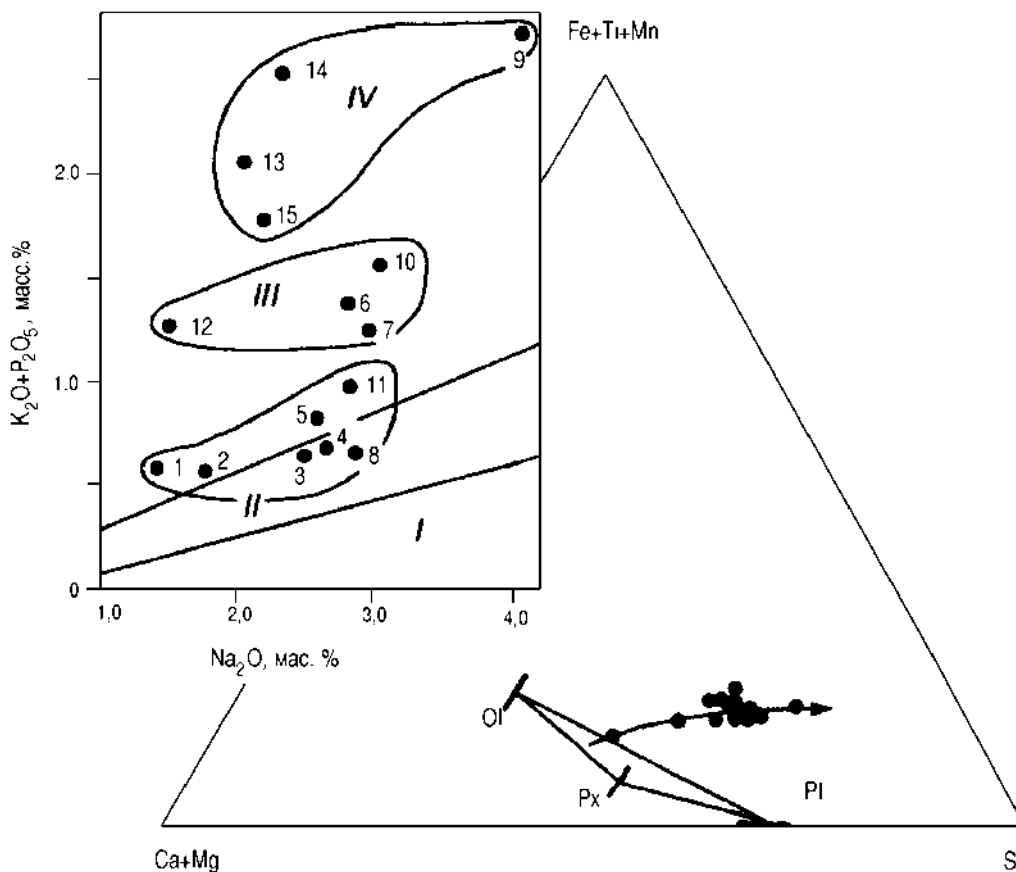 Fe+Ti+Mn
K₂O+P₂O₅, масс.%
2.0
1.0
0
1,0
2,0
3,0
4,0
Na₂O, мас. %
IV
14
9
13
15
III
10
6
12
7
II
11
5
4
1
2
3
8
I
Ol
Px
Pl
Ca+Mg
S